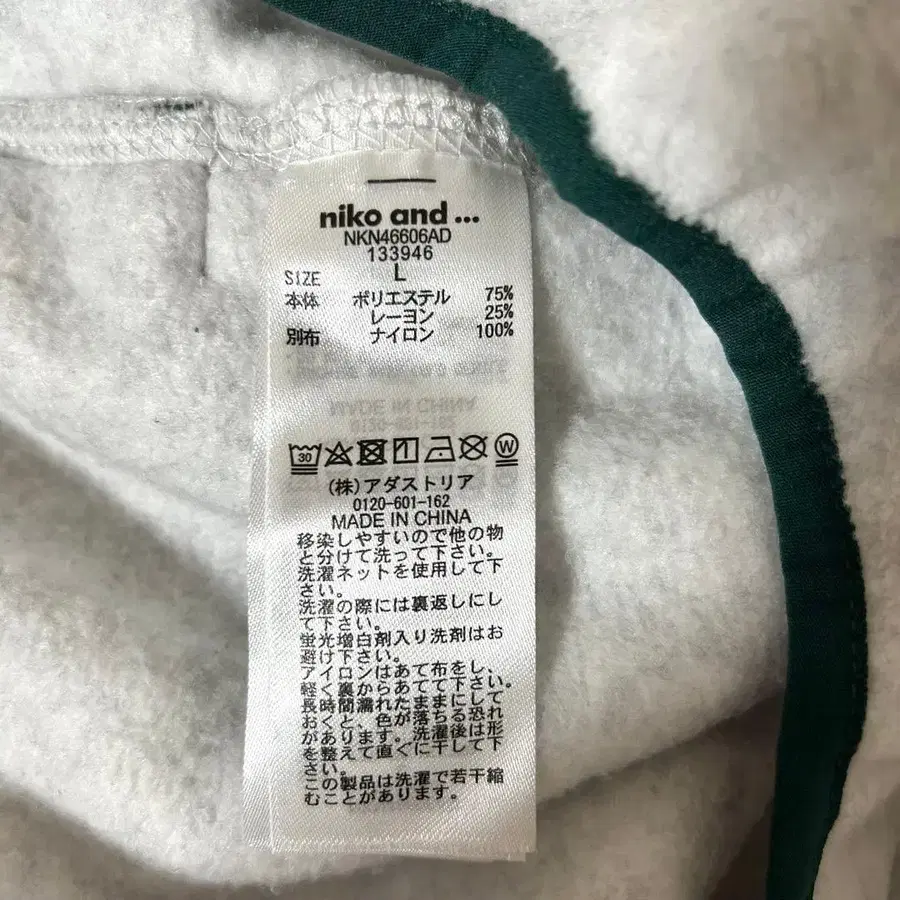 niko and ...
NKN46606AD
133946
SIZE L
本体 ポリエステル 75%
レーヨン 25%
別布 ナイロン 100%
30 W
(株)アダストリア
0120-601-162
MADE IN CHINA
移染しやすいので他の物
と分けて洗って下さい。
洗濯ネットを使用して下
さい。
洗濯の際には裏返しにし
て下さい。
蛍光増白剤入り洗剤はお
避け下さい。
アイロンはあて布をし、
軽く裏からあてて下さい。
長時間濡れたままにして
おくと、色が落ちる恐れ
があります。洗濯後は形
を整えて直ぐに干して下
さい。
この製品は洗濯で若干縮
むことがあります。